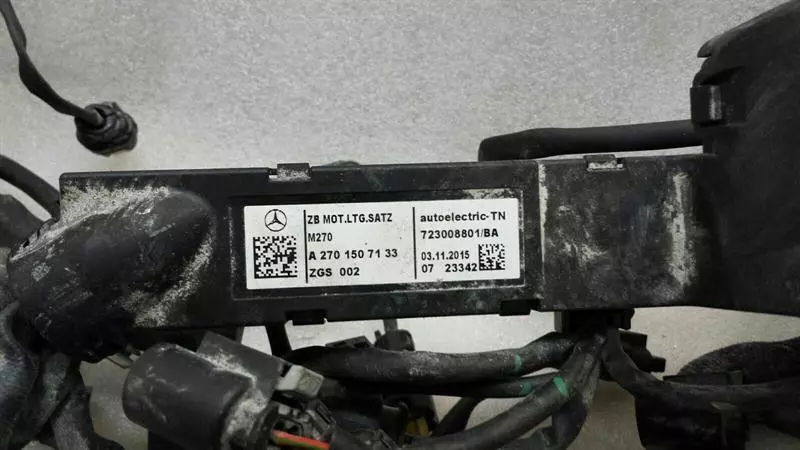 ZB MOT.LTG.SATZ
M270
A 270 150 71 33
ZGS 002
autoelectric-TN
723008801/BA
03.11.2015
07 23342